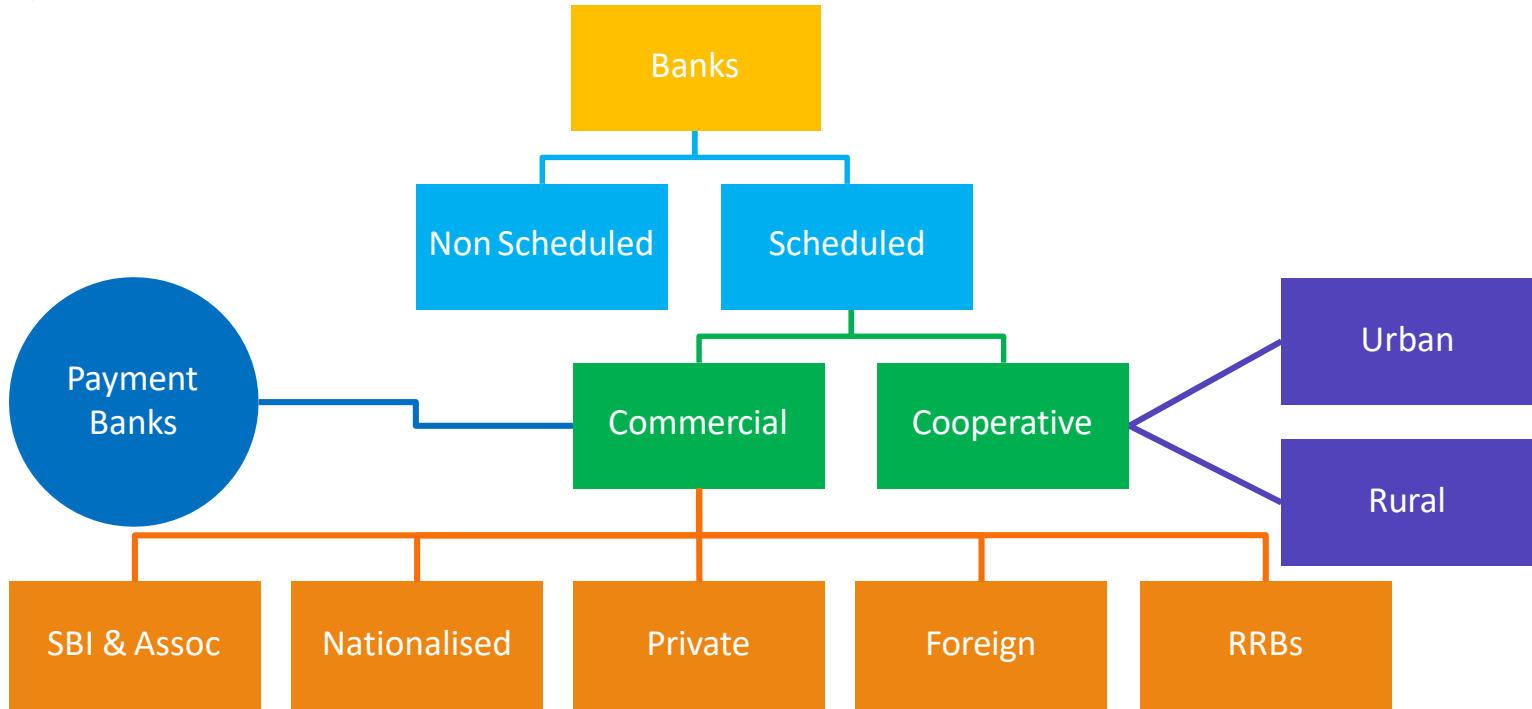 Banks
Non Scheduled
Scheduled
Payment
Banks
Commercial
Cooperative
Urban
Rural
SBI & Assoc
Nationalised
Private
Foreign
RRBs